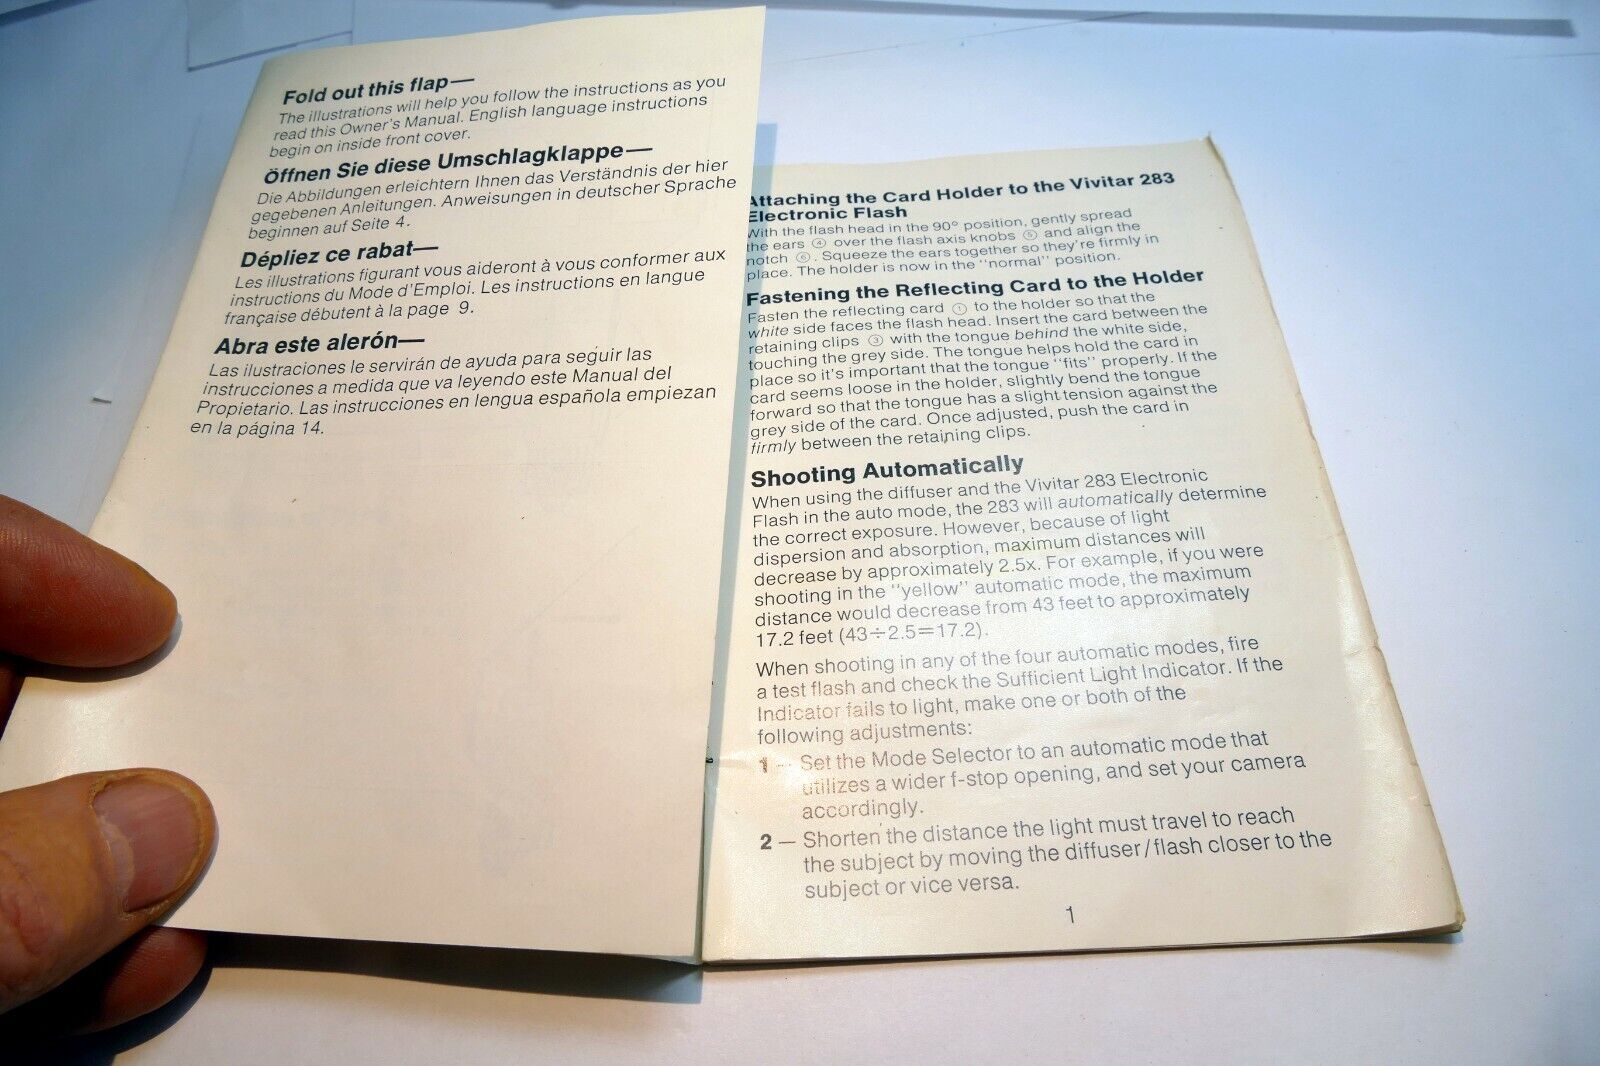 Fold out this flap—
The illustrations will help you follow the instructions as you
read this Owner's Manual. English language instructions
begin on inside front cover.
Öffnen Sie diese Umschlagklappe—
Die Abbildungen erleichtern Ihnen das Verständnis der hier
gegebenen Anleitungen. Anweisungen in deutscher Sprache
beginnen auf Seite 4.
Dépliez ce rabat—
Les illustrations figurant vous aideront à vous conformer aux
instructions du Mode d'Emploi. Les instructions en langue
française débutent à la page 9.
Abra este alerón—
Las ilustraciones le servirán de ayuda para seguir las
instrucciones a medida que va leyendo este Manual del
Propietario. Las instrucciones en lengua española empiezan
en la página 14.
Attaching the Card Holder to the Vivitar 283
Electronic Flash
With the flash head in the 90° position, gently spread
the ears ④ over the flash axis knobs ⑤ and align the
notch ⑥. Squeeze the ears together so they're firmly in
place. The holder is now in the "normal" position.
Fastening the Reflecting Card to the Holder
Fasten the reflecting card ① to the holder so that the
white side faces the flash head. Insert the card between the
retaining clips ③ with the tongue behind the white side,
touching the grey side. The tongue helps hold the card in
place so it's important that the tongue "fits" properly. If the
card seems loose in the holder, slightly bend the tongue
forward so that the tongue has a slight tension against the
grey side of the card. Once adjusted, push the card in
firmly between the retaining clips.
Shooting Automatically
When using the diffuser and the Vivitar 283 Electronic
Flash in the auto mode, the 283 will automatically determine
the correct exposure. However, because of light
dispersion and absorption, maximum distances will
decrease by approximately 2.5x. For example, if you were
shooting in the "yellow" automatic mode, the maximum
distance would decrease from 43 feet to approximately
17.2 feet (43÷2.5=17.2).
When shooting in any of the four automatic modes, fire
a test flash and check the Sufficient Light Indicator. If the
Indicator fails to light, make one or both of the
following adjustments:
1 — Set the Mode Selector to an automatic mode that
utilizes a wider f-stop opening, and set your camera
accordingly.
2 — Shorten the distance the light must travel to reach
the subject by moving the diffuser/flash closer to the
subject or vice versa.
1